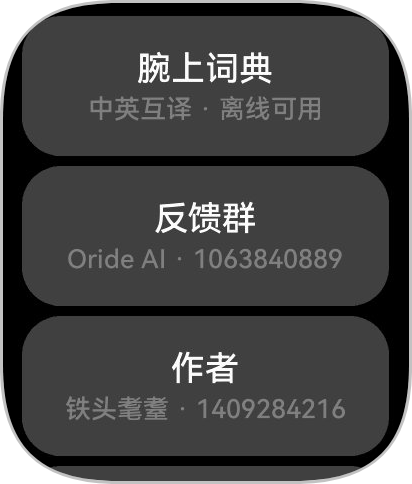 腕上词典
中英互译 · 离线可用
反馈群
Oride AI · 1063840889
作者
铁头耄耋 · 1409284216